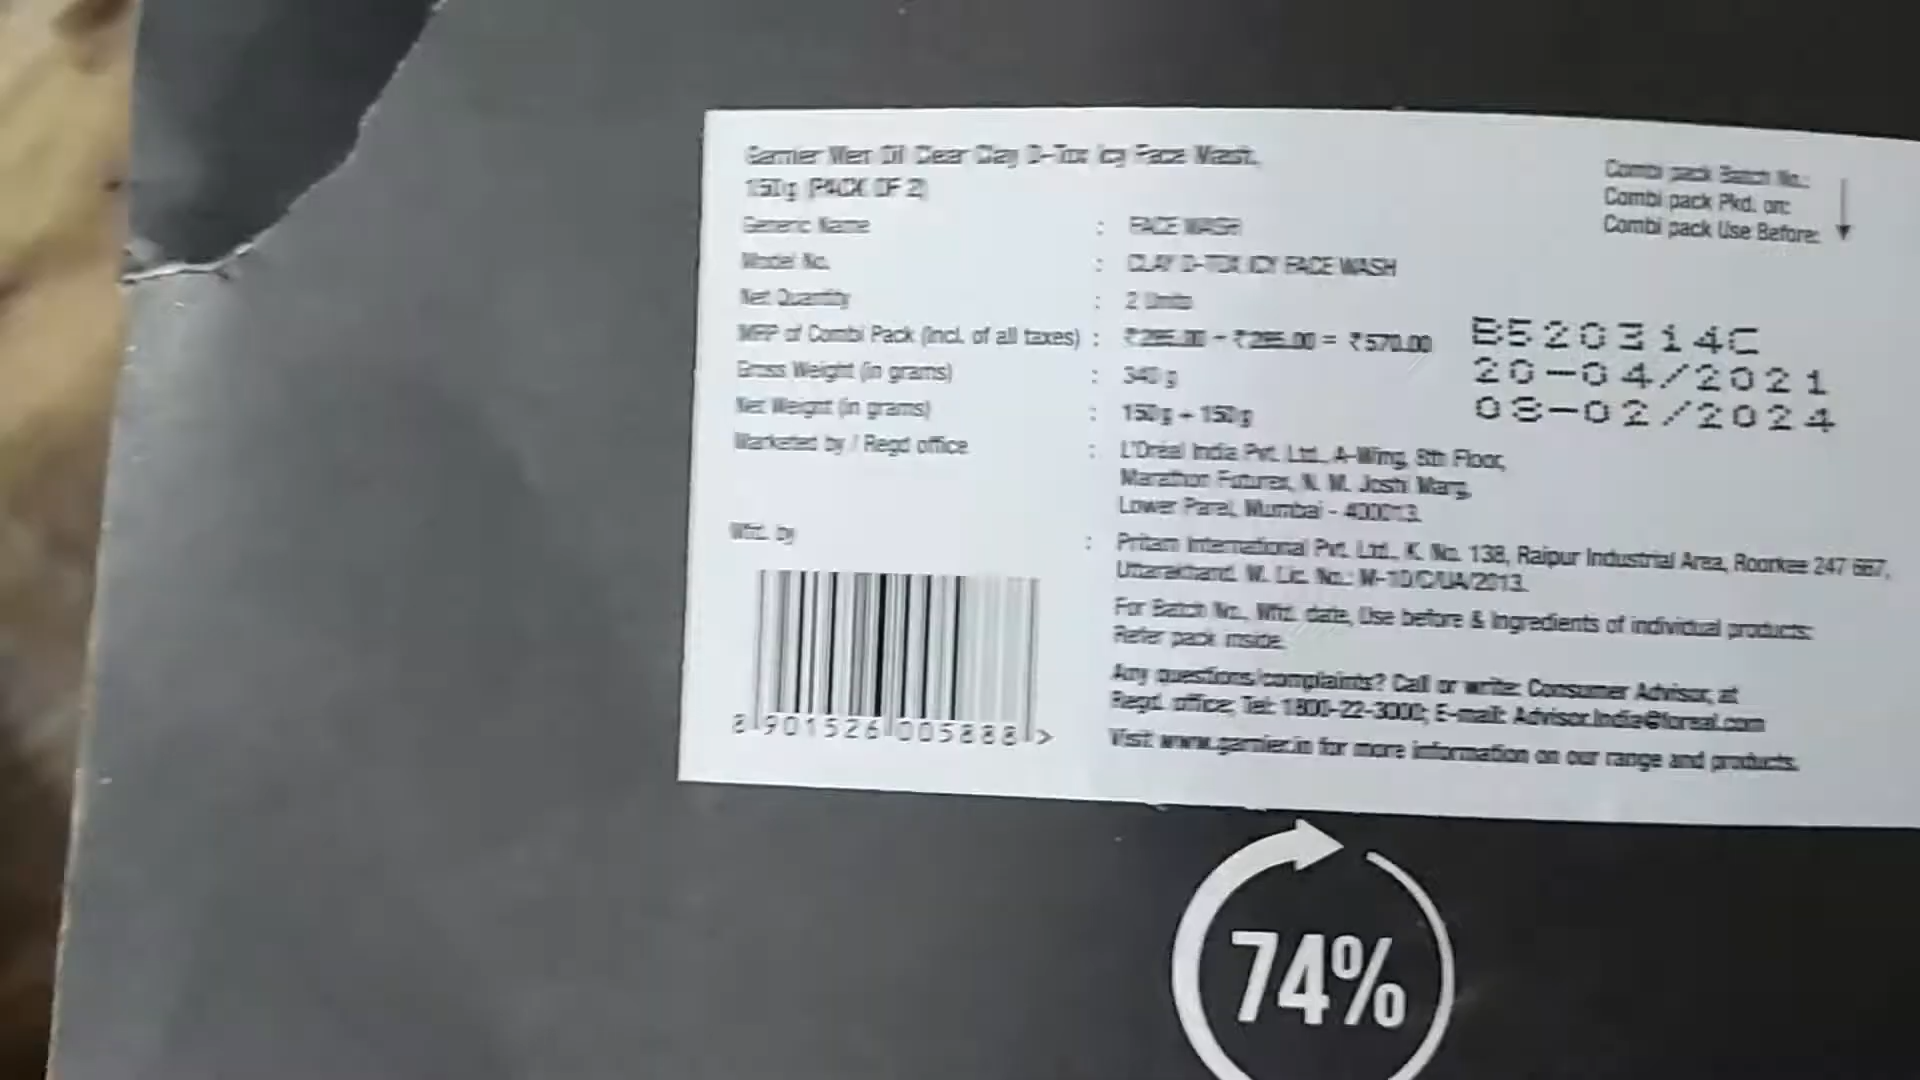 Garnier Men Oil Clear Clay D-Tox Icy Face Wash,
150g (PACK OF 2)
Generic Name : FACE WASH
Model No. : CLAY D-TOX ICY FACE WASH
Net Quantity : 2 Units
MRP of Combi Pack (incl. of all taxes) : ₹285.00 + ₹285.00 = ₹570.00
Gross Weight (in grams) : 340 g
Net Weight (in grams) : 150g + 150g
Marketed by / Regd office : L'Oréal India Pvt. Ltd., A-Wing, 8th Floor,
Marathon Futurex, N. M. Joshi Marg,
Lower Parel, Mumbai - 400013.
Mfd. by : Pritam International Pvt. Ltd., K. No. 138, Raipur Industrial Area, Roorkee 247 667,
Uttarakhand. M. Lic. No.: M-10/C/UA/2013.
For Batch No., Mfd. date, Use before & Ingredients of individual products:
Refer pack inside.
Any questions/complaints? Call or write: Consumer Advisor, at
Regd. office; Tel: 1800-22-3000; E-mail: Advisor.India@loreal.com
Visit www.garnier.in for more information on our range and products.
Combi pack Batch No.:
Combi pack Pkd. on:
Combi pack Use Before:
B520314C
20-04/2021
03-02/2024
8 901526 005888 >
74%